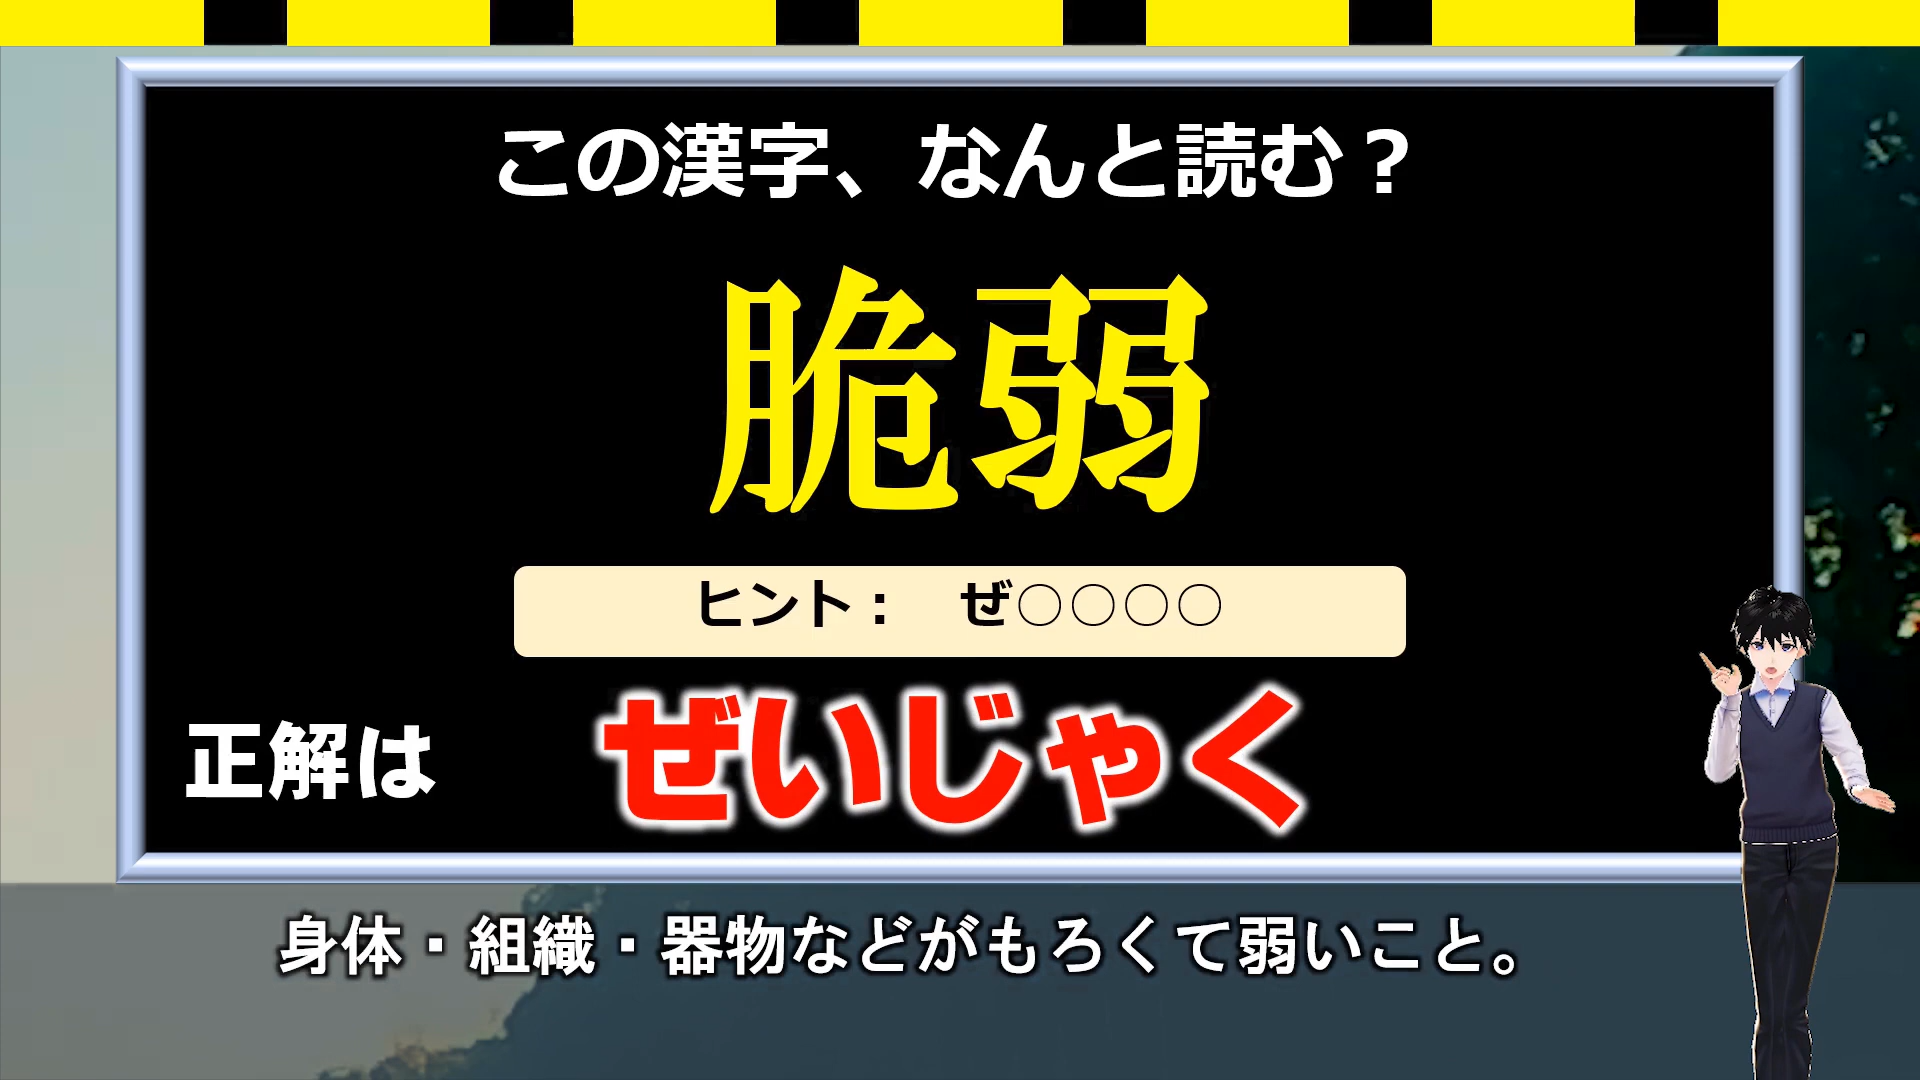 この漢字、なんと読む？
脆弱
ヒント：　ぜ○○○○
正解は　ぜいじゃく
身体・組織・器物などがもろくて弱いこと。